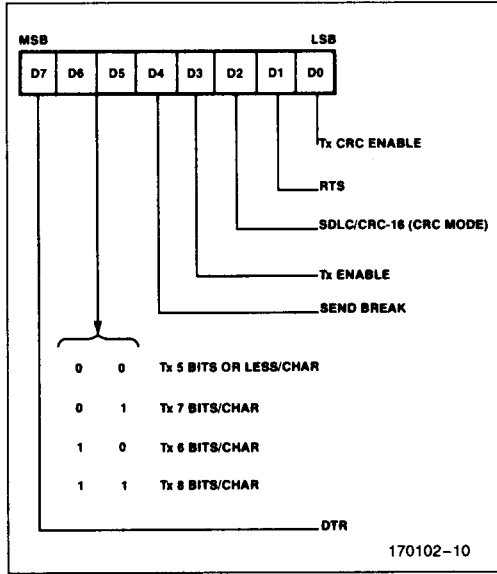 MSB LSB
D7 D6 D5 D4 D3 D2 D1 D0
Tx CRC ENABLE
RTS
SDLC/CRC-16 (CRC MODE)
Tx ENABLE
SEND BREAK
0 0 Tx 5 BITS OR LESS/CHAR
0 1 Tx 7 BITS/CHAR
1 0 Tx 6 BITS/CHAR
1 1 Tx 8 BITS/CHAR
DTR
170102-10